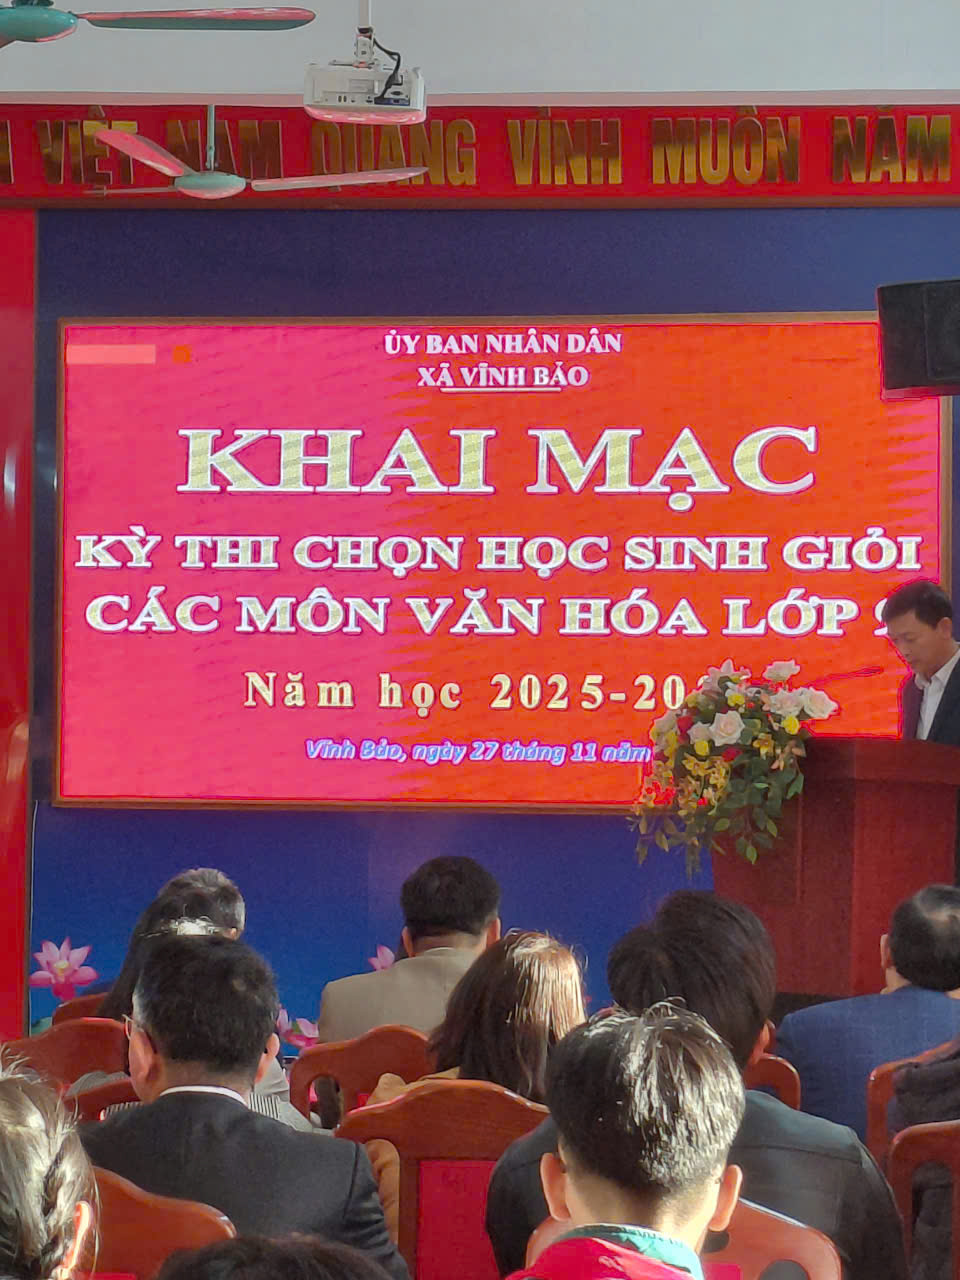 VIỆT NAM QUANG VINH MUÔN NĂM
ỦY BAN NHÂN DÂN
XÃ VĨNH BẢO
KHAI MẠC
KỲ THI CHỌN HỌC SINH GIỎI
CÁC MÔN VĂN HÓA LỚP 9
Năm học 2025-20
Vĩnh Bảo, ngày 27 tháng 11 năm